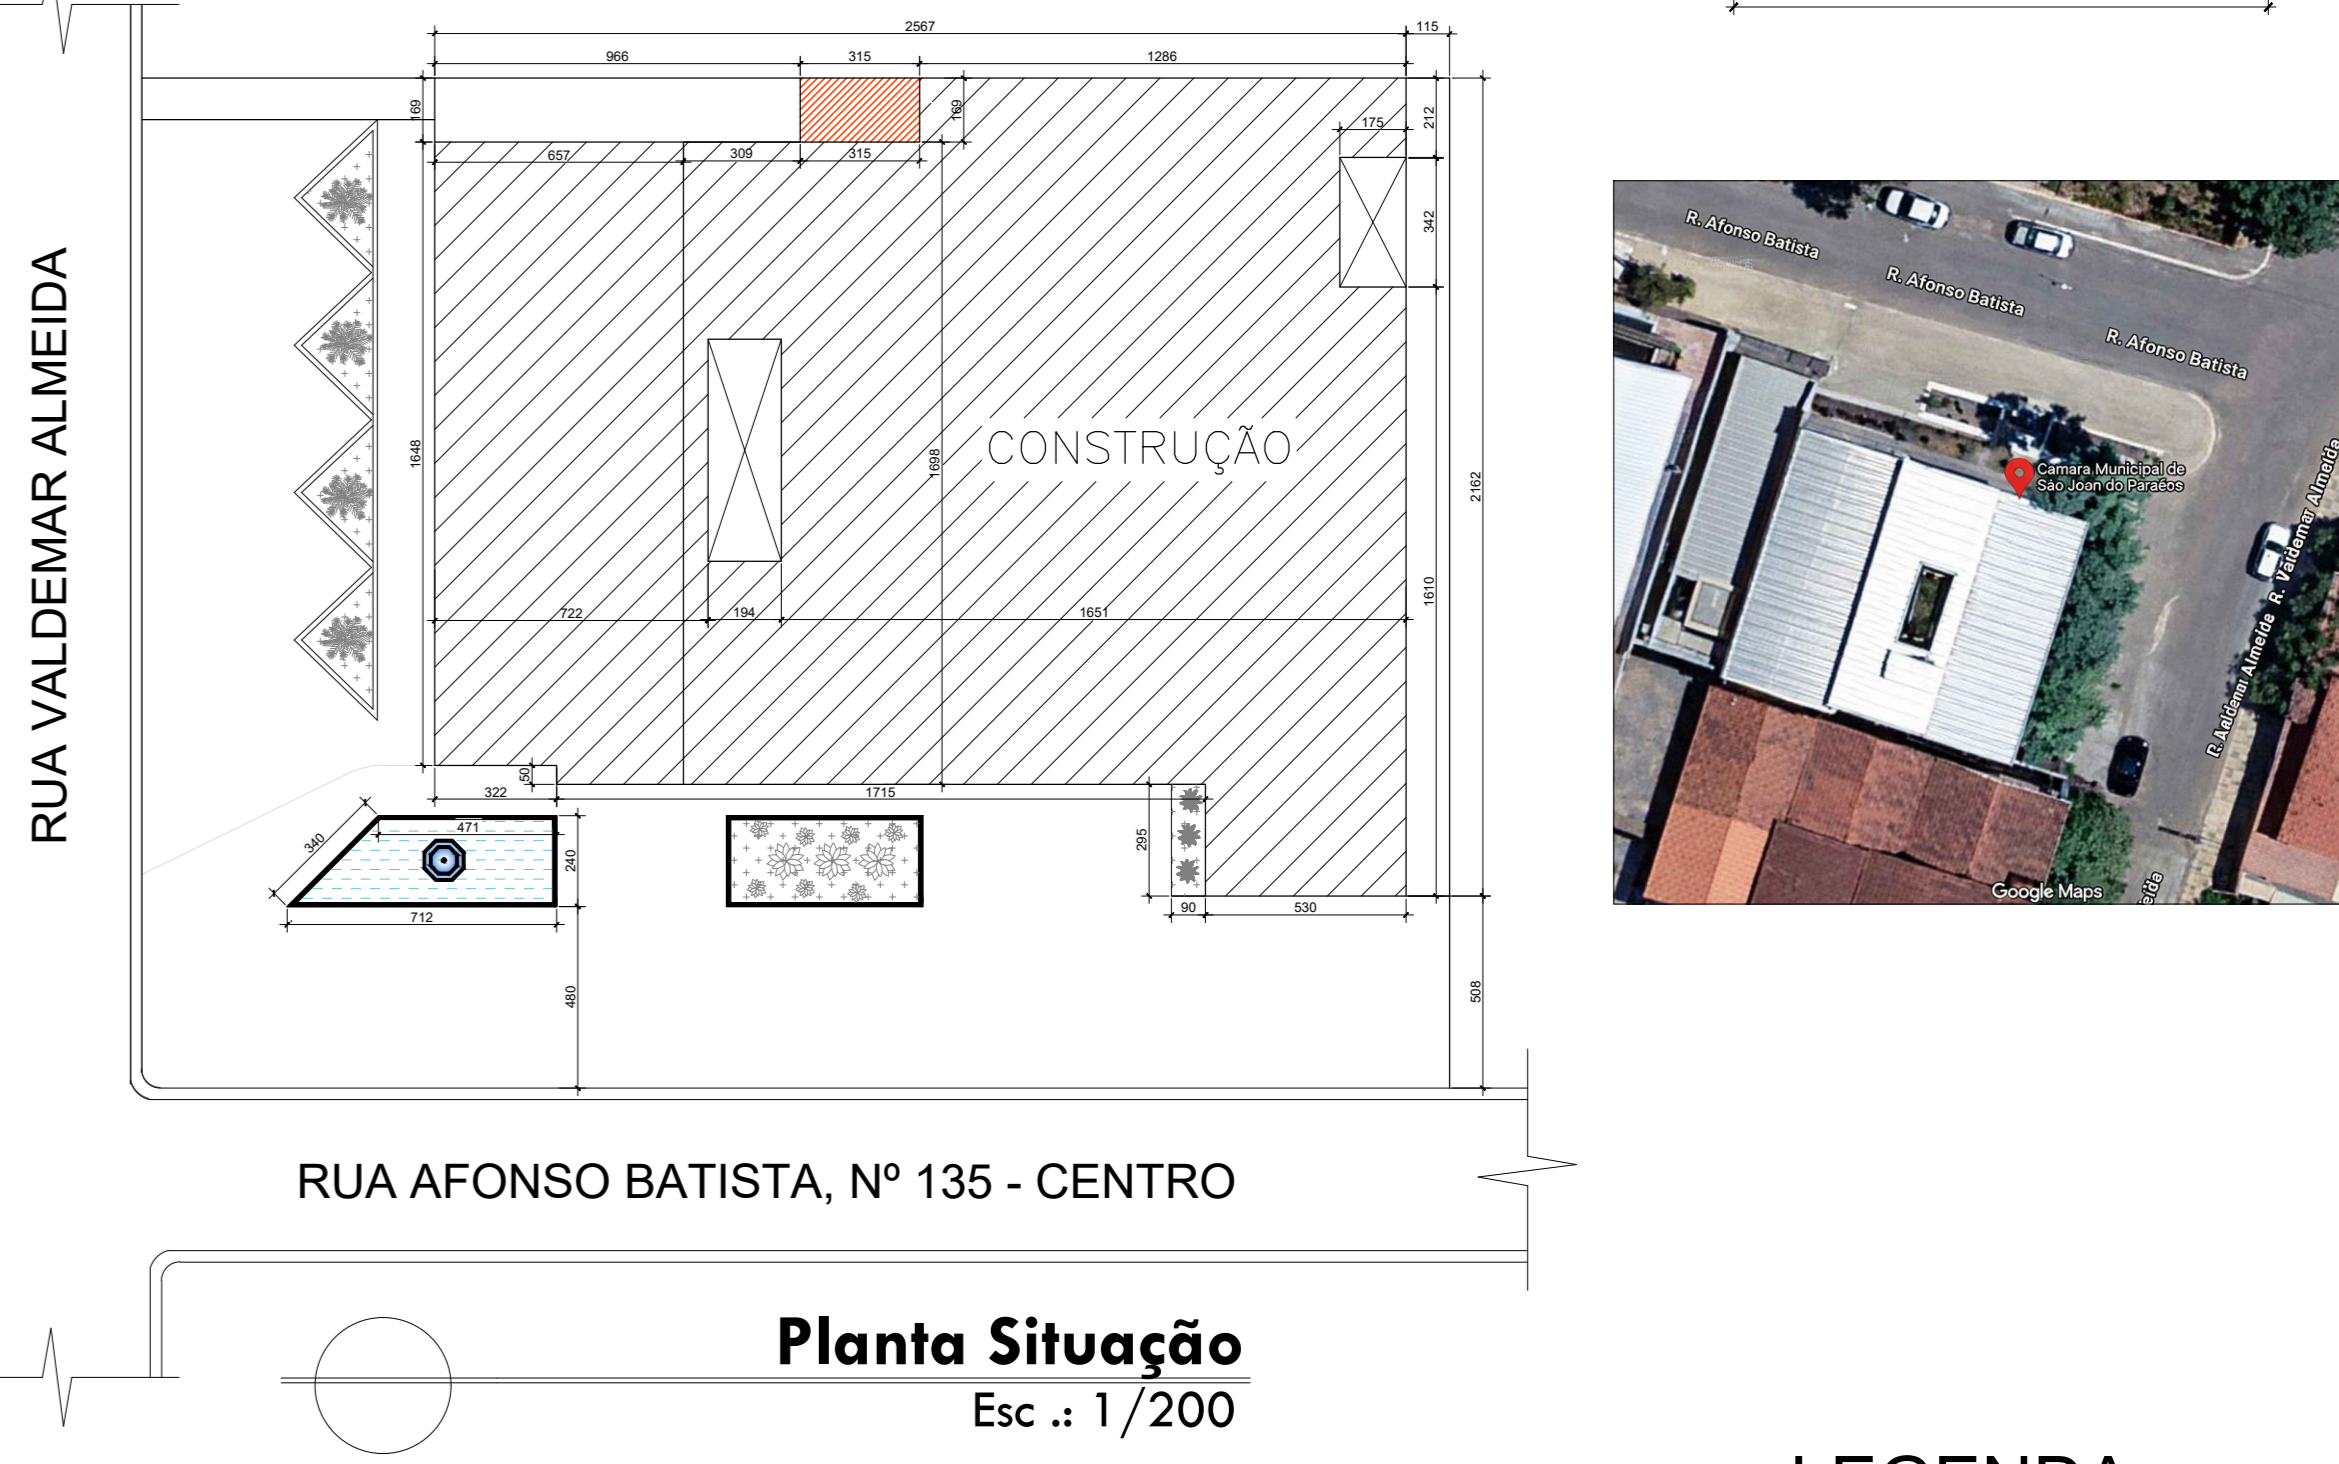 2567
115
966
315
1286
169
169
212
175
657
309
315
342
RUA VALDEMAR ALMEIDA
1648
1698
CONSTRUÇÃO
2162
722
194
1651
1610
50
322
1715
340
471
240
295
712
90
530
480
508
RUA AFONSO BATISTA, Nº 135 - CENTRO
Planta Situação
Esc .: 1/200
R. Afonso Batista
R. Afonso Batista
R. Afonso Batista
Camara Municipal de
São Joan do Paraéos
R. Valdemar Almeida
Almeide
Google Maps
eida